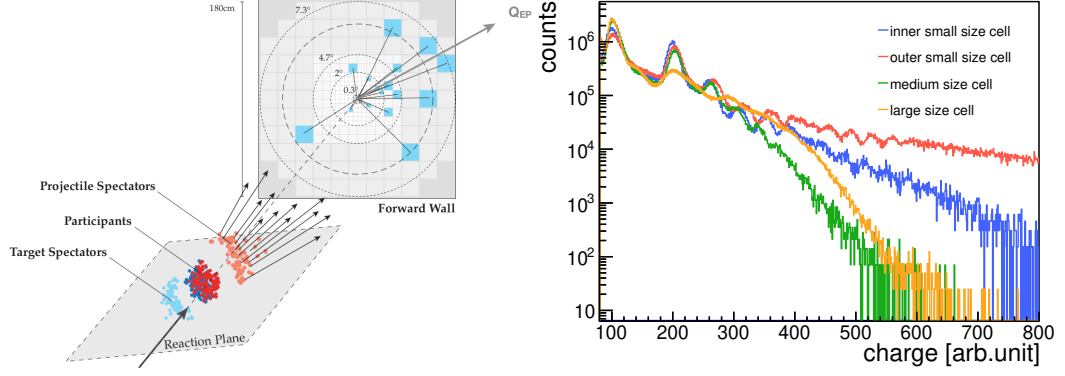 180cm
7.3°
4.7°
2°
0.3°
Q_EP
Forward Wall
Projectile Spectators
Participants
Target Spectators
Reaction Plane
counts
10^6
10^5
10^4
10^3
10^2
10
inner small size cell
outer small size cell
medium size cell
large size cell
100 200 300 400 500 600 700 800
charge [arb.unit]